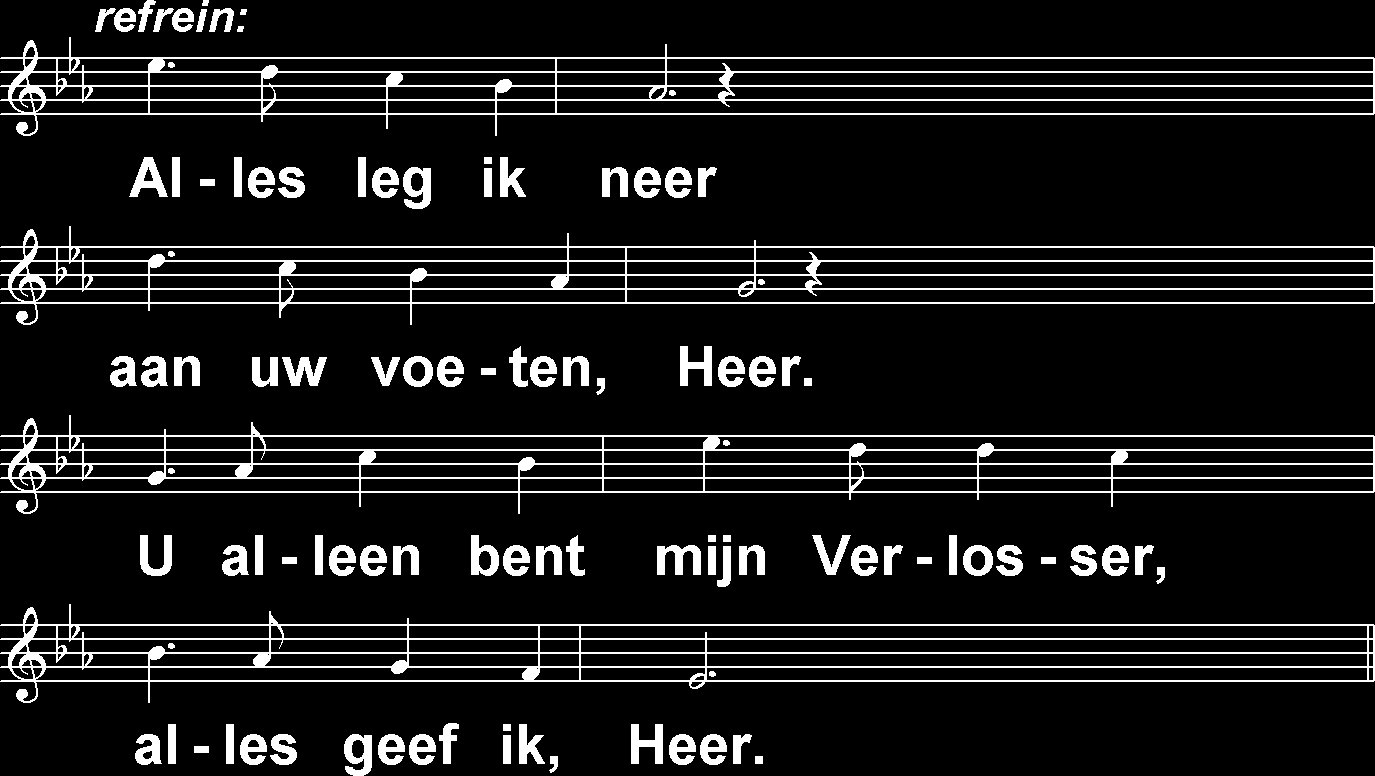 refrein:
Al - les leg ik neer
aan uw voe - ten, Heer.
U al - leen bent mijn Ver - los - ser,
al - les geef ik, Heer.